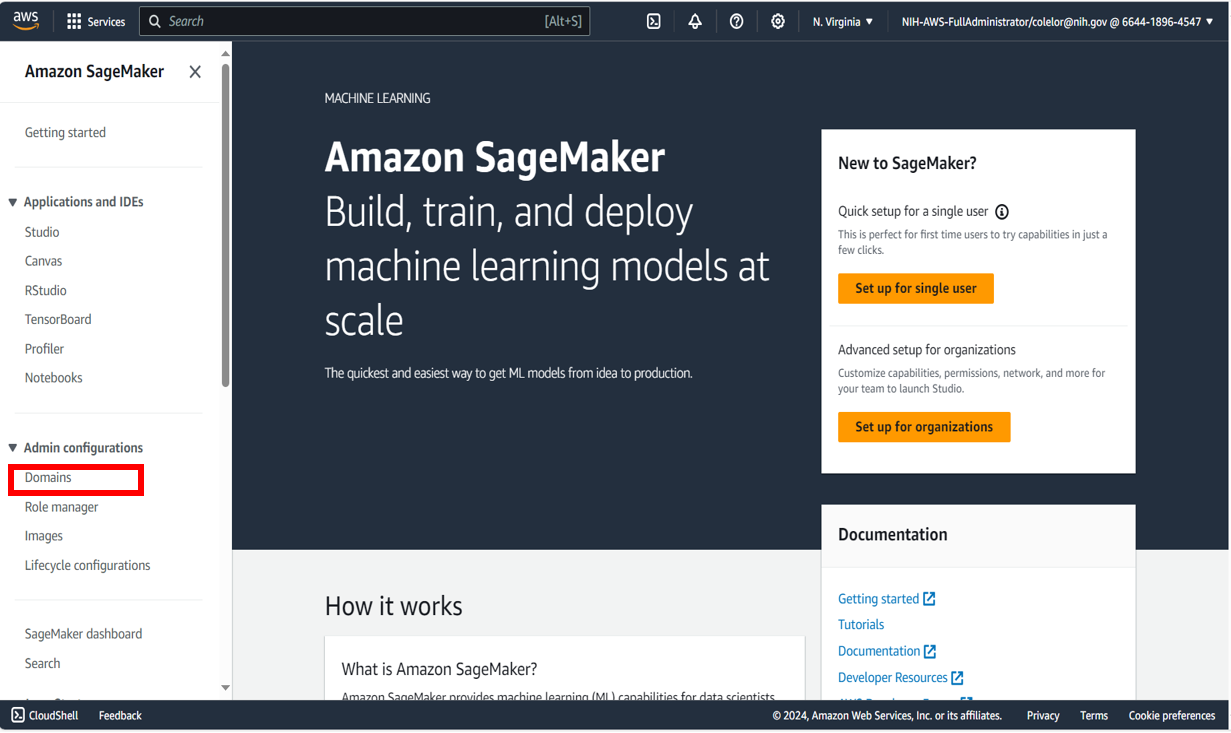 aws
Services
Search
[Alt+S]
N. Virginia
NIH-AWS-FullAdministrator/colelor@nih.gov @ 6644-1896-4547
Amazon SageMaker
Getting started
Applications and IDEs
Studio
Canvas
RStudio
TensorBoard
Profiler
Notebooks
Admin configurations
Domains
Role manager
Images
Lifecycle configurations
SageMaker dashboard
Search
MACHINE LEARNING
Amazon SageMaker
Build, train, and deploy
machine learning models at
scale
The quickest and easiest way to get ML models from idea to production.
New to SageMaker?
Quick setup for a single user
This is perfect for first time users to try capabilities in just a
few clicks.
Set up for single user
Advanced setup for organizations
Customize capabilities, permissions, network, and more for
your team to launch Studio.
Set up for organizations
Documentation
Getting started
Tutorials
Documentation
Developer Resources
How it works
What is Amazon SageMaker?
Amazon SageMaker provides machine learning (ML) capabilities for data scientists
CloudShell
Feedback
© 2024, Amazon Web Services, Inc. or its affiliates.
Privacy
Terms
Cookie preferences